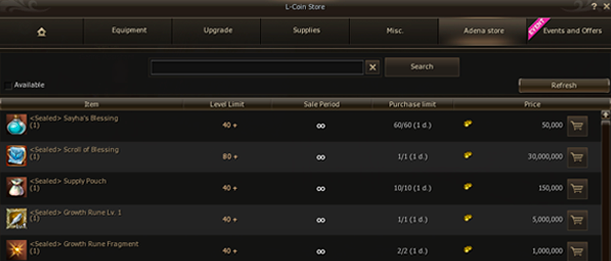 L-Coin Store
? ×
Equipment Upgrade Supplies Misc. Adena store EVENT Events and Offers
× Search
Available
Refresh
Item Level Limit Sale Period Purchase limit Price
<Sealed> Sayha's Blessing
(1) 40 + ∞ 60/60 (1 d.) 50,000
<Sealed> Scroll of Blessing
(1) 80 + ∞ 1/1 (1 d.) 30,000,000
<Sealed> Supply Pouch
(1) 40 + ∞ 10/10 (1 d.) 150,000
<Sealed> Growth Rune Lv. 1
(1) 40 + ∞ 1/1 (1 d.) 5,000,000
<Sealed> Growth Rune Fragment
(1) 40 + ∞ 2/2 (1 d.) 1,000,000